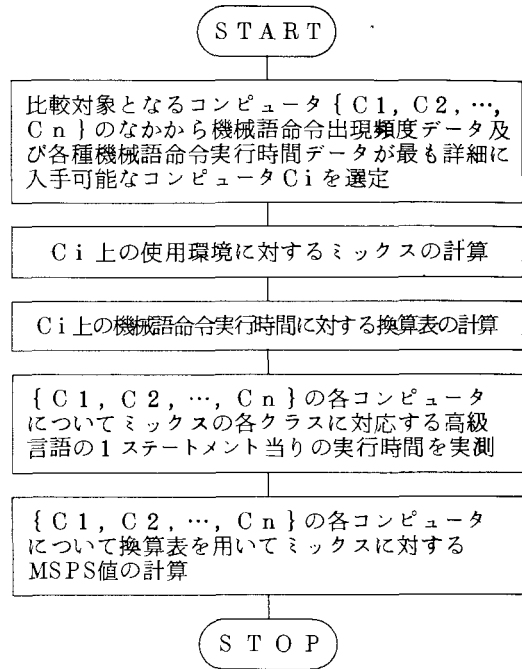 START
比較対象となるコンピュータ{C1,C2,…,
Cn}のなかから機械語命令出現頻度データ及
び各種機械語命令実行時間データが最も詳細に
入手可能なコンピュータCiを選定
Ci上の使用環境に対するミックスの計算
Ci上の機械語命令実行時間に対する換算表の計算
{C1,C2,…,Cn}の各コンピュータ
についてミックスの各クラスに対応する高級
言語の1ステートメント当りの実行時間を実測
{C1,C2,…,Cn}の各コンピュータ
について換算表を用いてミックスに対する
MSPS値の計算
STOP